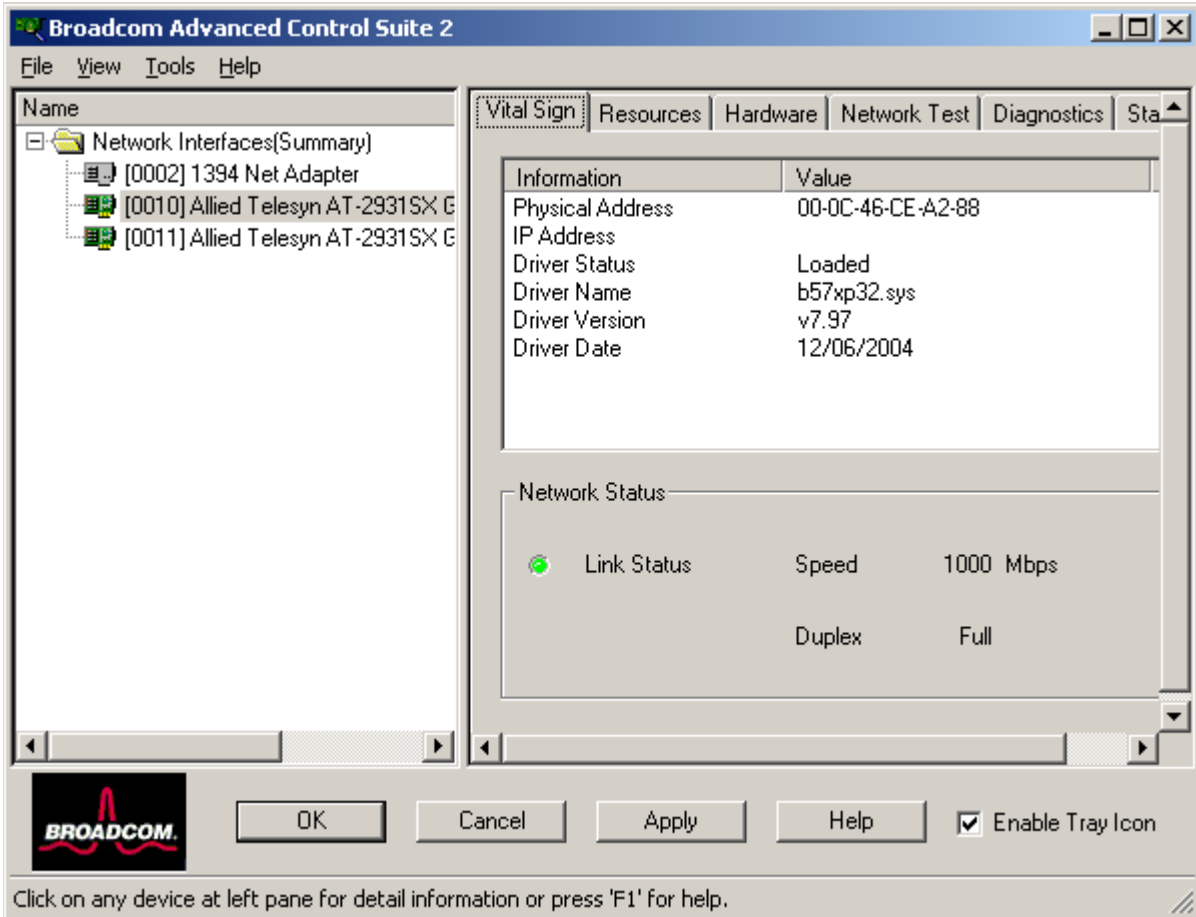 Broadcom Advanced Control Suite 2
File View Tools Help
Name
Network Interfaces(Summary)
[0002] 1394 Net Adapter
[0010] Allied Telesyn AT-2931SX G
[0011] Allied Telesyn AT-2931SX G
Vital Sign Resources Hardware Network Test Diagnostics Sta
Information Value
Physical Address 00-0C-46-CE-A2-88
IP Address
Driver Status Loaded
Driver Name b57xp32.sys
Driver Version v7.97
Driver Date 12/06/2004
Network Status
Link Status Speed 1000 Mbps
Duplex Full
BROADCOM.
OK Cancel Apply Help Enable Tray Icon
Click on any device at left pane for detail information or press 'F1' for help.